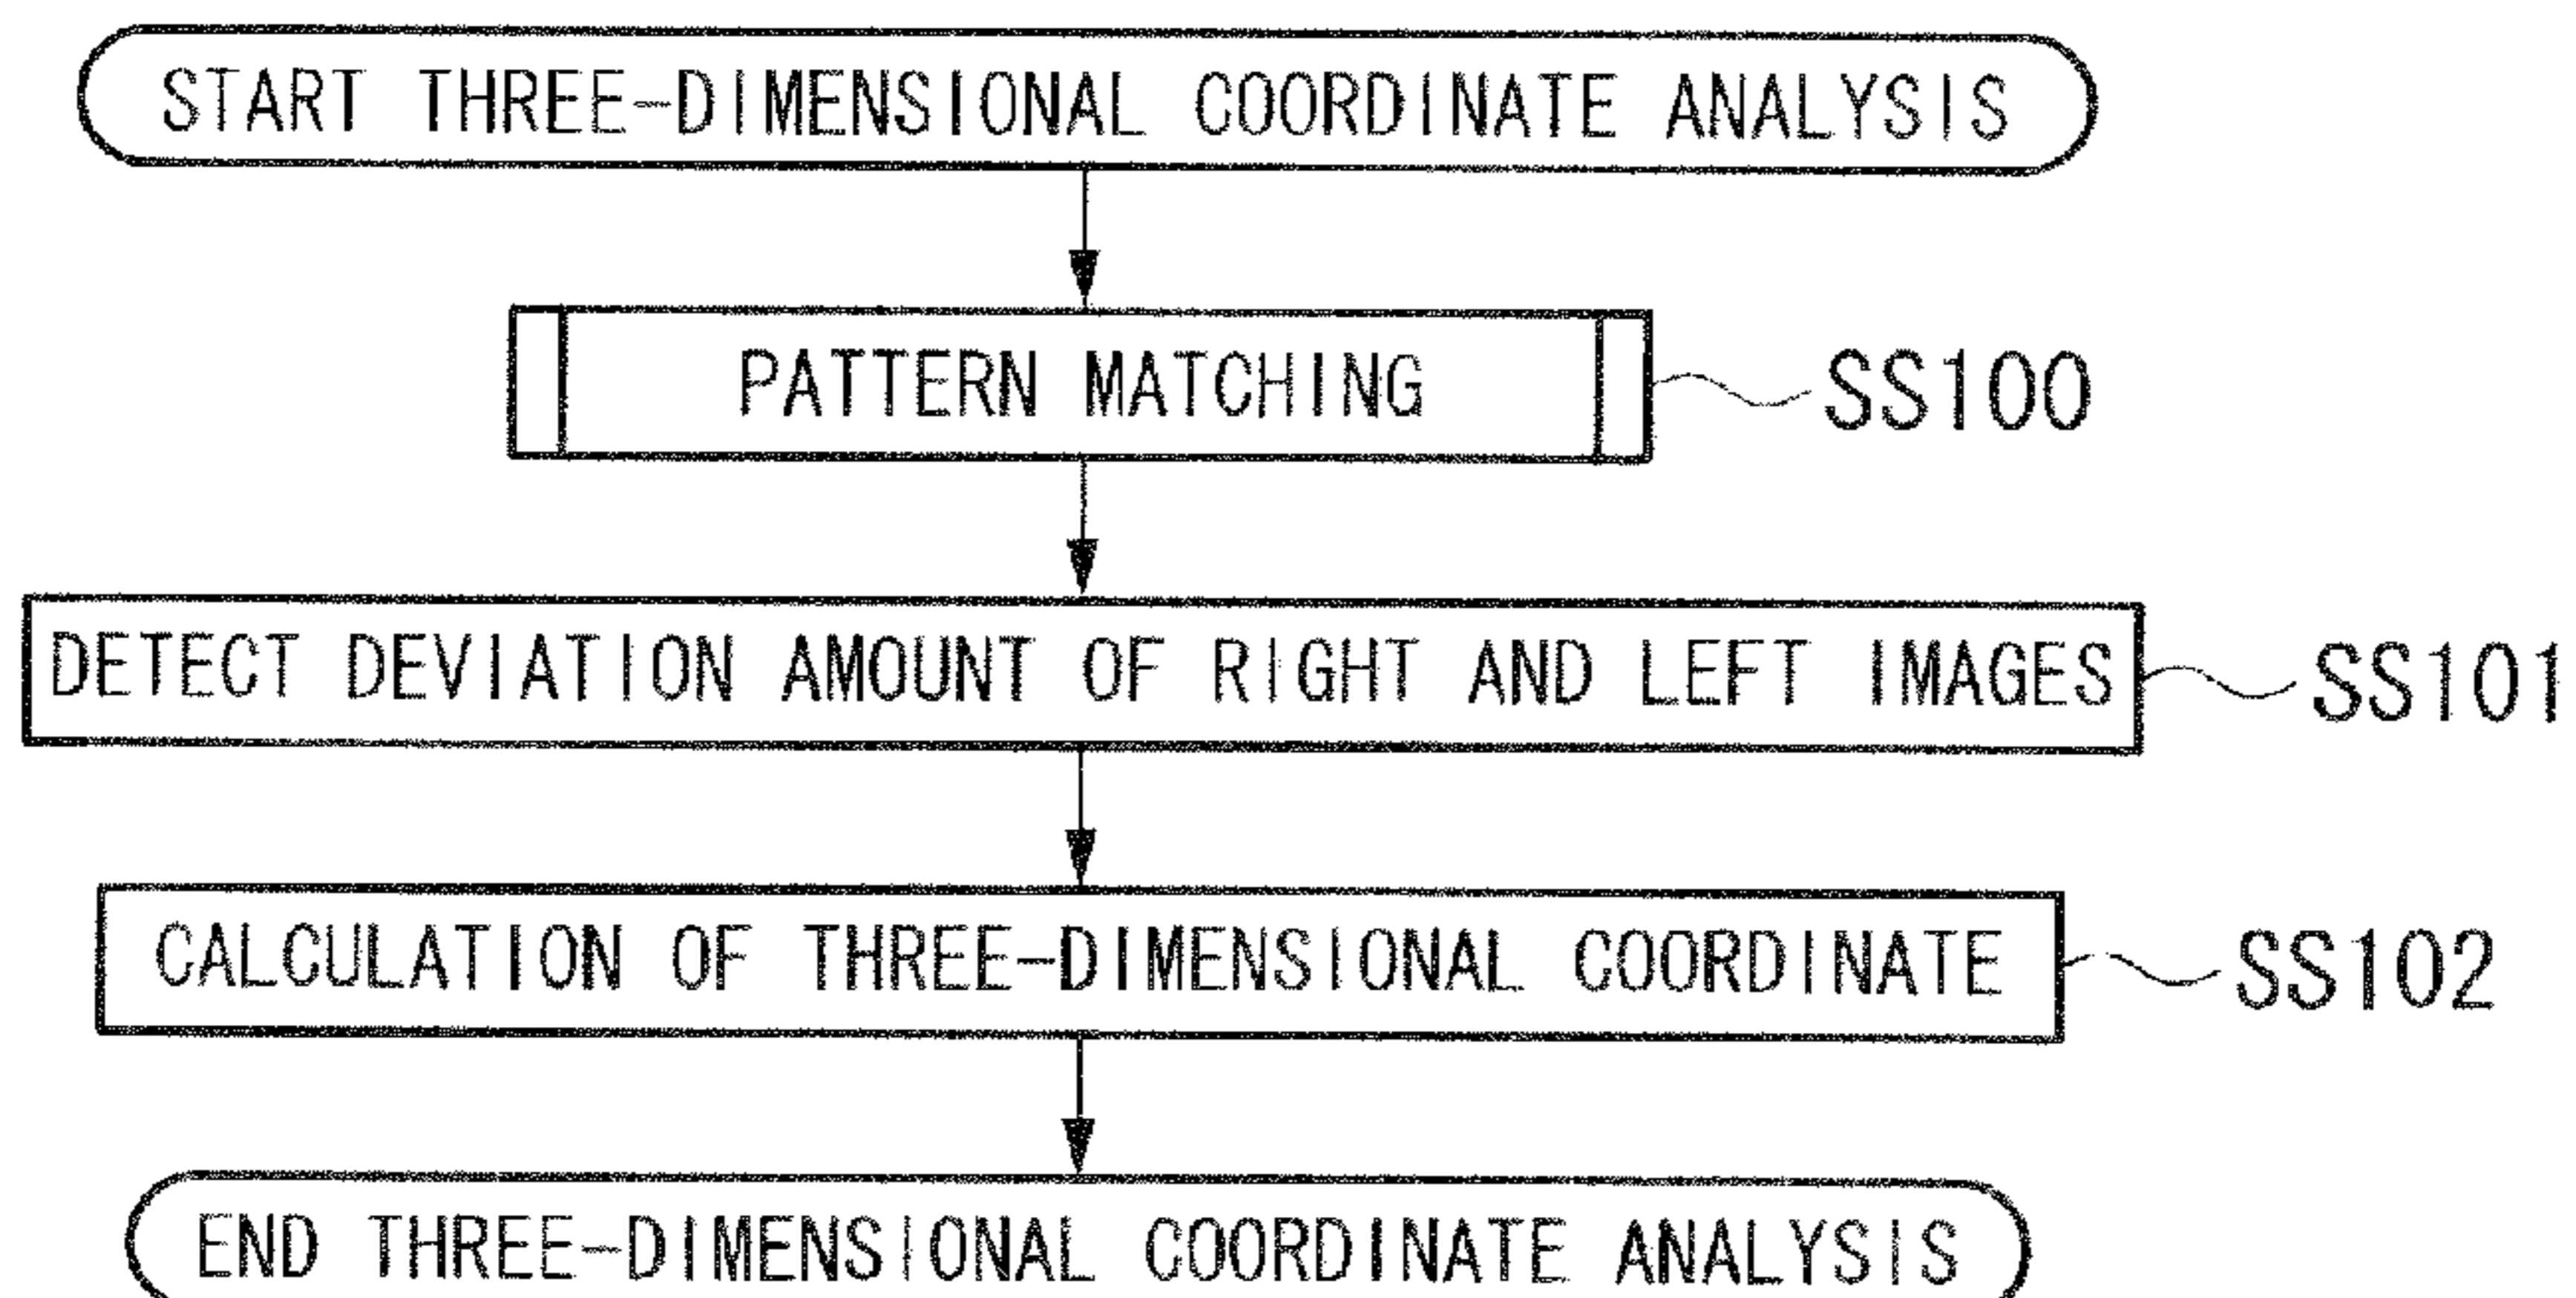 START THREE-DIMENSIONAL COORDINATE ANALYSIS
PATTERN MATCHING
SS100
DETECT DEVIATION AMOUNT OF RIGHT AND LEFT IMAGES
SS101
CALCULATION OF THREE-DIMENSIONAL COORDINATE
SS102
END THREE-DIMENSIONAL COORDINATE ANALYSIS